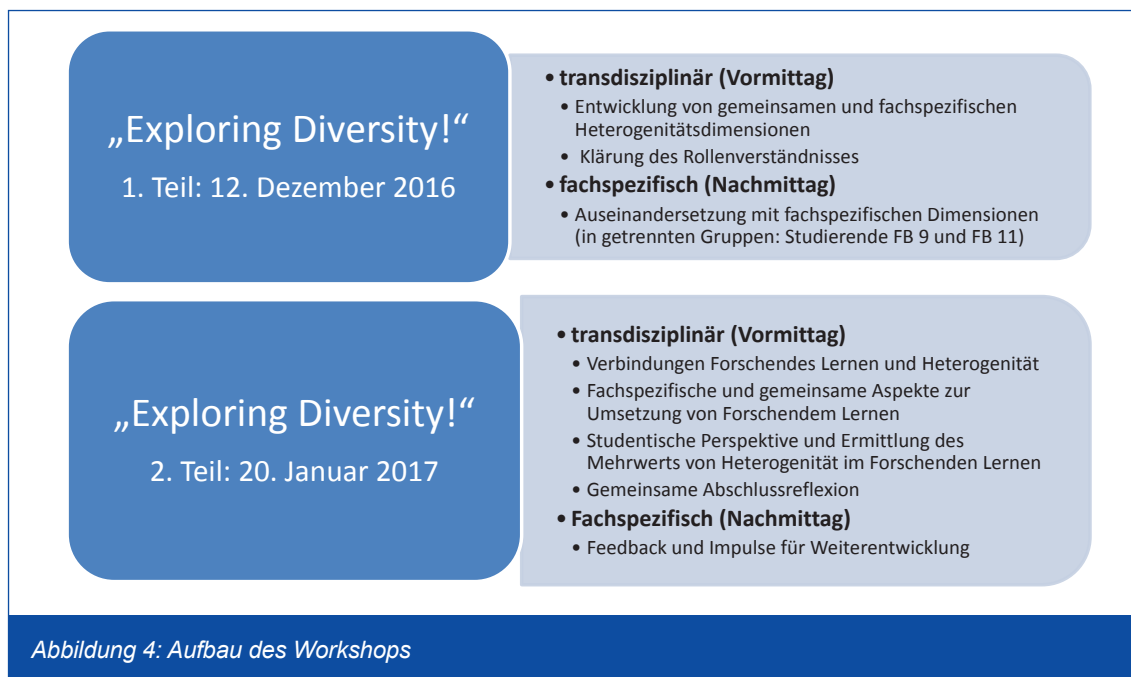 „Exploring Diversity!“
1. Teil: 12. Dezember 2016
• transdisziplinär (Vormittag)
• Entwicklung von gemeinsamen und fachspezifischen
Heterogenitätsdimensionen
• Klärung des Rollenverständnisses
• fachspezifisch (Nachmittag)
• Auseinandersetzung mit fachspezifischen Dimensionen
(in getrennten Gruppen: Studierende FB 9 und FB 11)
„Exploring Diversity!“
2. Teil: 20. Januar 2017
• transdisziplinär (Vormittag)
• Verbindungen Forschendes Lernen und Heterogenität
• Fachspezifische und gemeinsame Aspekte zur
Umsetzung von Forschendem Lernen
• Studentische Perspektive und Ermittlung des
Mehrwerts von Heterogenität im Forschenden Lernen
• Gemeinsame Abschlussreflexion
• Fachspezifisch (Nachmittag)
• Feedback und Impulse für Weiterentwicklung
Abbildung 4: Aufbau des Workshops